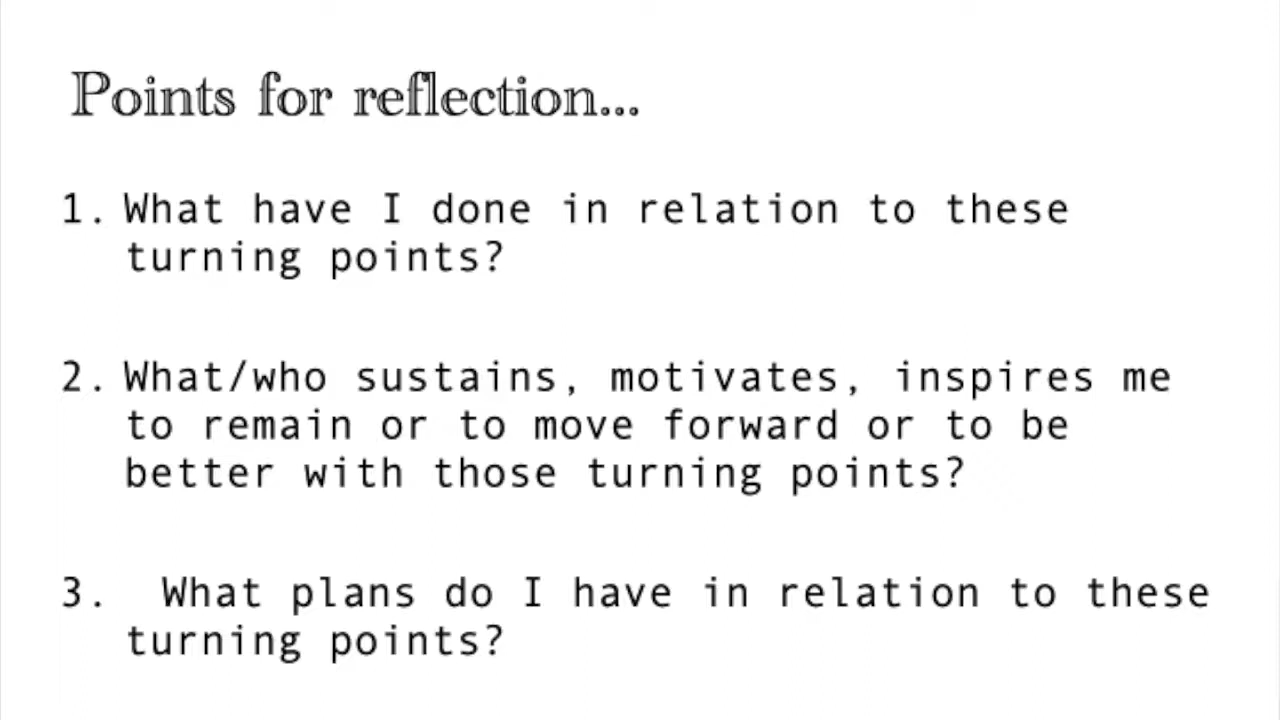 Points for reflection...
1. What have I done in relation to these
turning points?
2. What/who sustains, motivates, inspires me
to remain or to move forward or to be
better with those turning points?
3. What plans do I have in relation to these
turning points?